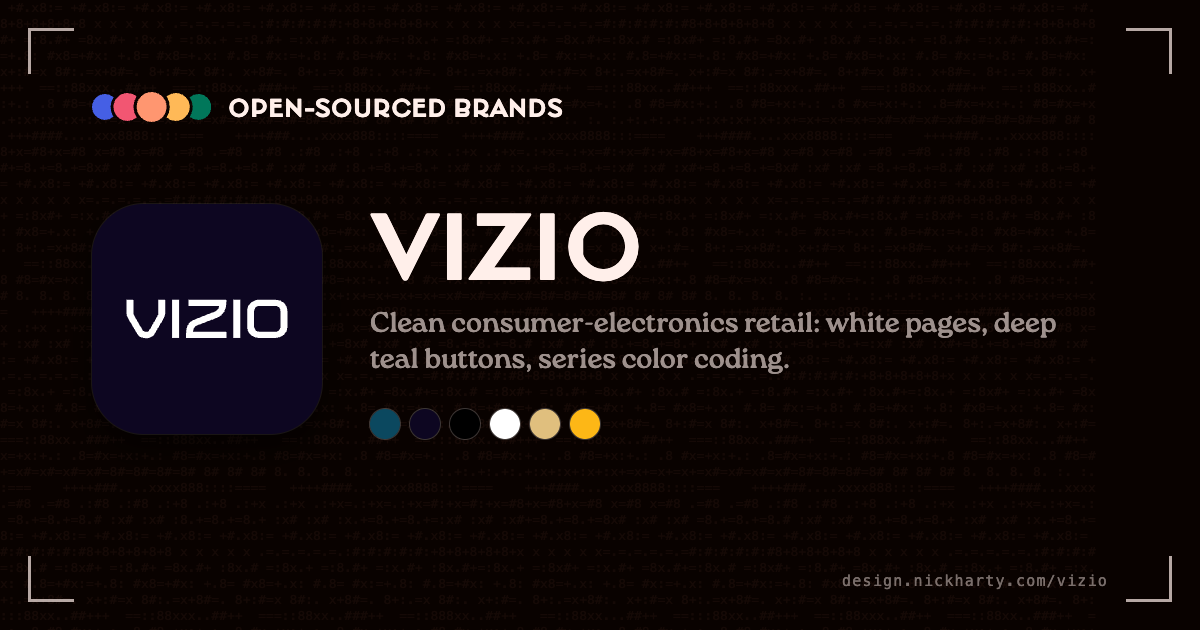 OPEN-SOURCED BRANDS
VIZIO
VIZIO
Clean consumer-electronics retail: white pages, deep
teal buttons, series color coding.
design.nickharty.com/vizio